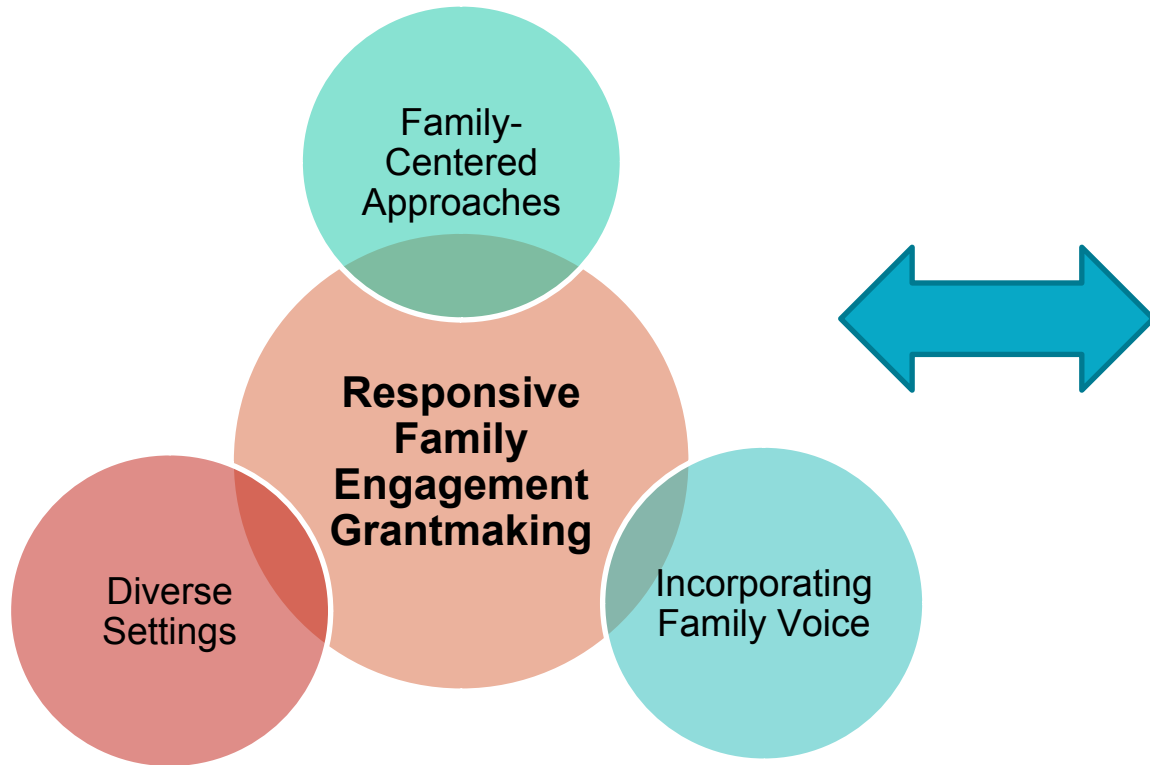 Family-
Centered
Approaches
Responsive
Family
Engagement
Grantmaking
Diverse
Settings
Incorporating
Family Voice